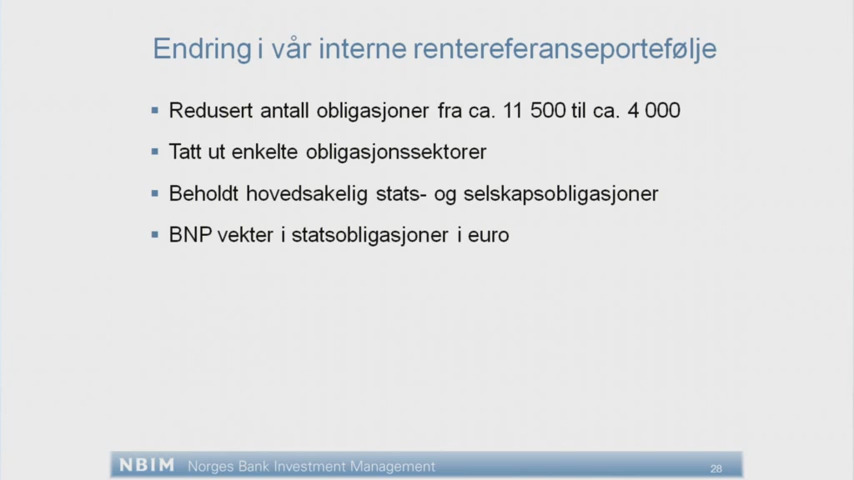 Endring i vår interne rentereferanseportefølje
Redusert antall obligasjoner fra ca. 11 500 til ca. 4 000
Tatt ut enkelte obligasjonssektorer
Beholdt hovedsakelig stats- og selskapsobligasjoner
BNP vekter i statsobligasjoner i euro
NBIM Norges Bank Investment Management 28